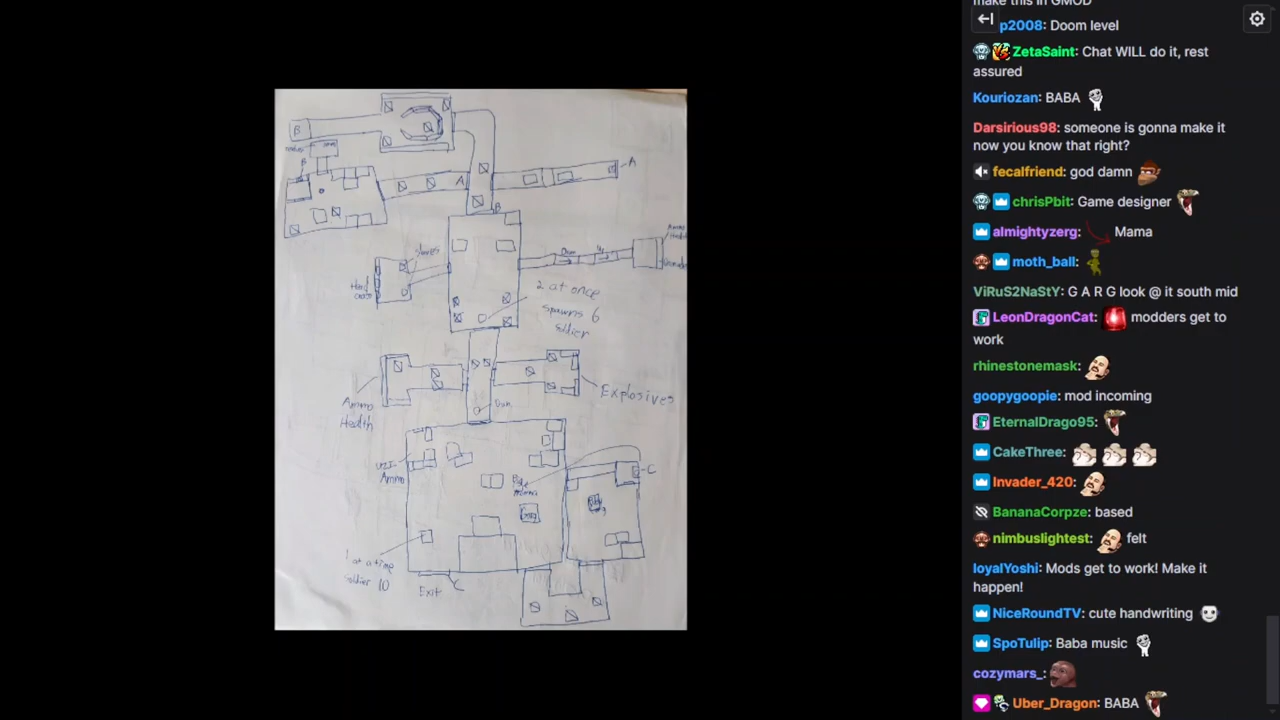 make this in GMOD
p2008: Doom level
ZetaSaint: Chat WILL do it, rest
assured
Kouriozan: BABA
Darsirious98: someone is gonna make it
now you know that right?
fecalfriend: god damn
chrisPbit: Game designer
almightyzerg: Mama
moth_ball:
ViRuS2NaStY: G A R G look @ it south mid
LeonDragonCat: modders get to
work
rhinestonemask:
goopygoopie: mod incoming
EternalDrago95:
CakeThree:
Invader_420:
BananaCorpze: based
nimbuslightest: felt
loyalYoshi: Mods get to work! Make it
happen!
NiceRoundTV: cute handwriting
SpoTulip: Baba music
cozymars_:
Uber_Dragon: BABA
B
B
A
A
B
2 at once
spawns 6
soldier
Ammo
Health
Explosives
Ammo
C
1 at a time
Soldier 10
Exit
C